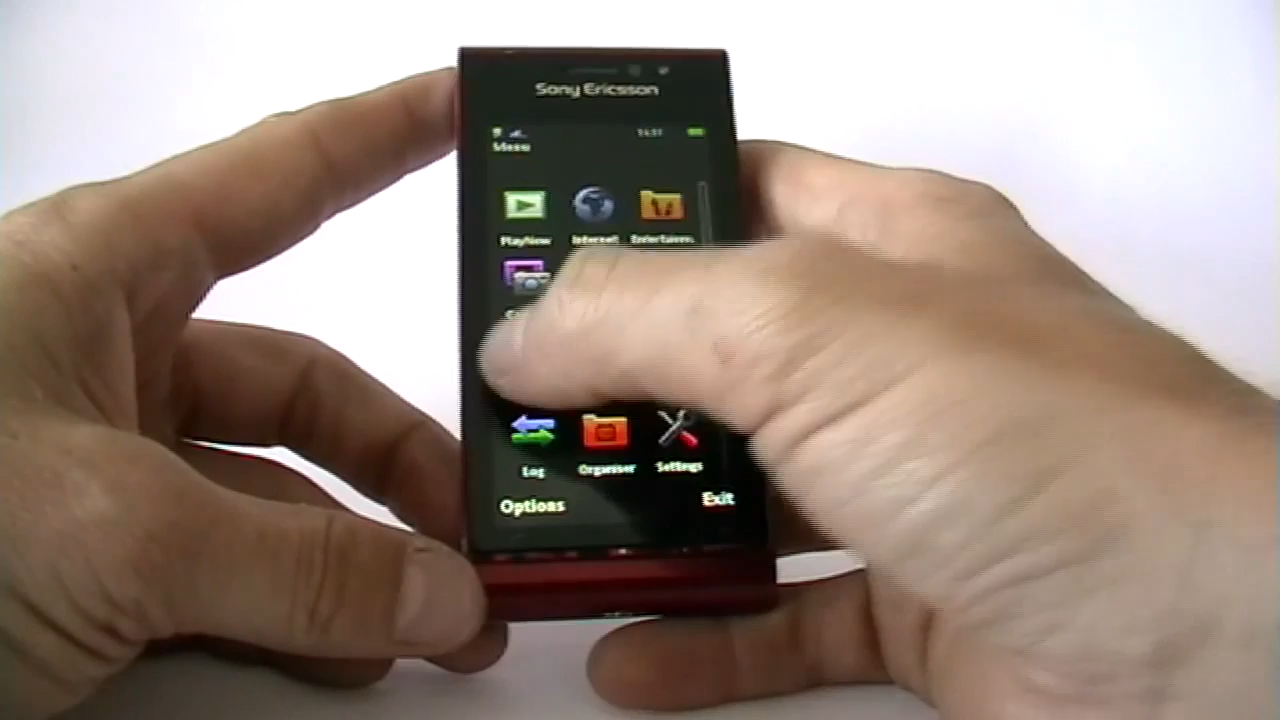 Sony Ericsson
Menu
PlayNow Internet
Log Organiser Settings
Options Exit